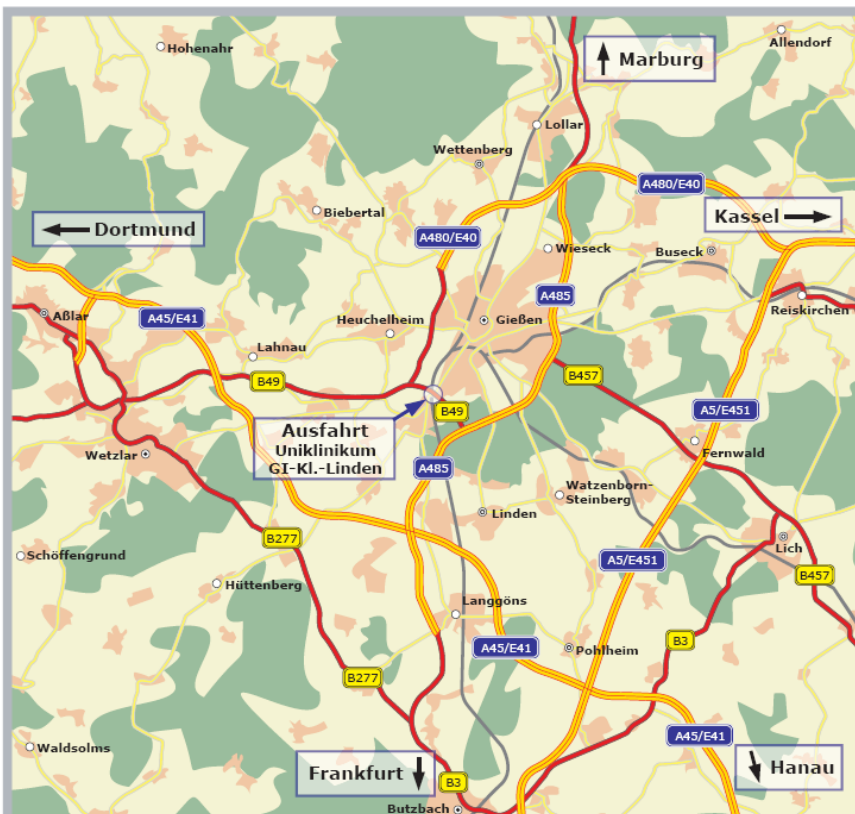 Hohenahr
Allendorf
Marburg
Lollar
Wettenberg
A480/E40
Biebertal
Kassel
Dortmund
A480/E40
Wieseck
Buseck
A485
Reiskirchen
Aßlar
A45/E41
Gießen
Heuchelheim
Lahnau
B49
B457
B49
A5/E451
Ausfahrt
Uniklinikum
GI-Kl.-Linden
Wetzlar
A485
Fernwald
Watzenborn-
Steinberg
Linden
B277
Lich
Schöffengrund
A5/E451
B457
Hüttenberg
Langgöns
A45/E41
Pohlheim
B3
B277
Waldsolms
A45/E41
Frankfurt
Hanau
B3
Butzbach